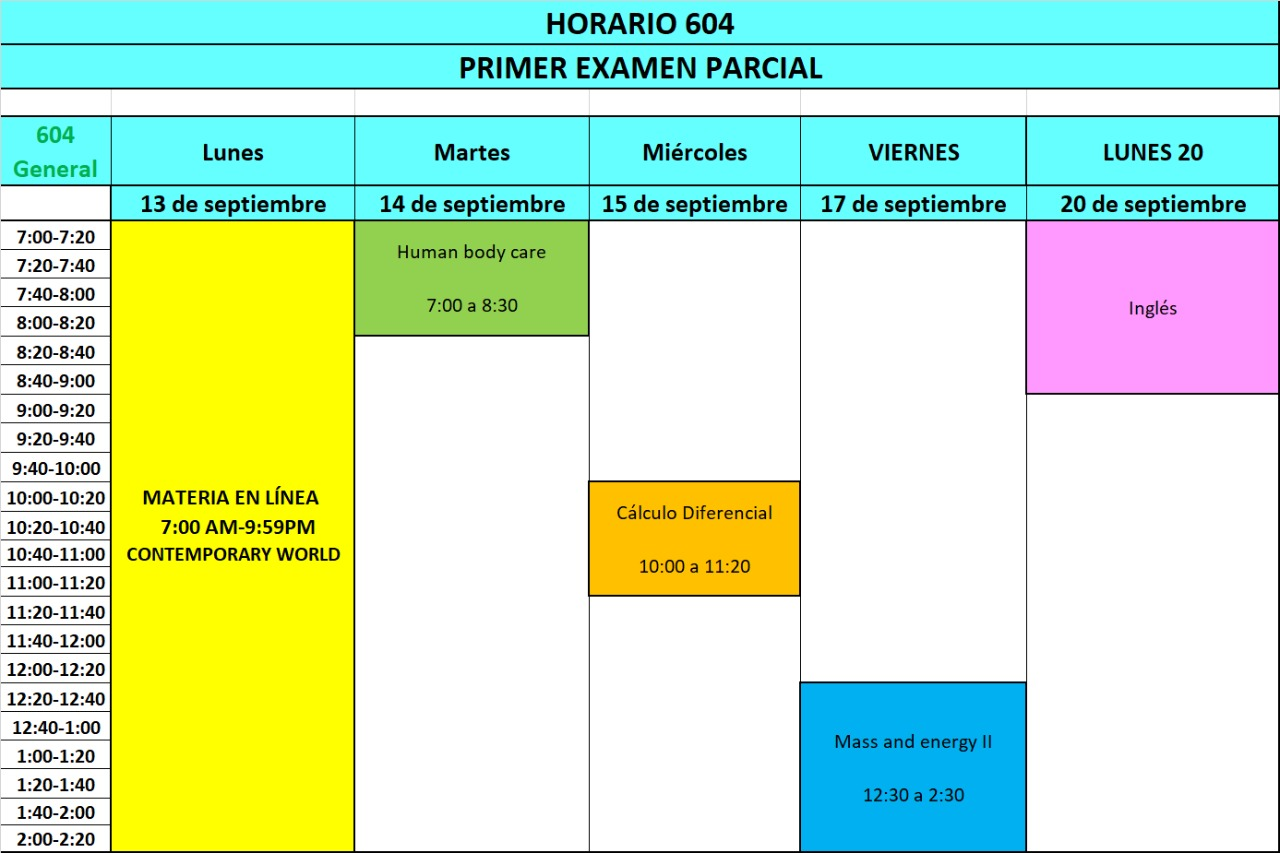 HORARIO 604
PRIMER EXAMEN PARCIAL
604 General Lunes Martes Miércoles VIERNES LUNES 20
13 de septiembre 14 de septiembre 15 de septiembre 17 de septiembre 20 de septiembre
7:00-7:20
7:20-7:40
7:40-8:00
8:00-8:20
8:20-8:40
8:40-9:00
9:00-9:20
9:20-9:40
9:40-10:00
10:00-10:20
10:20-10:40
10:40-11:00
11:00-11:20
11:20-11:40
11:40-12:00
12:00-12:20
12:20-12:40
12:40-1:00
1:00-1:20
1:20-1:40
1:40-2:00
2:00-2:20
MATERIA EN LÍNEA
7:00 AM-9:59PM
CONTEMPORARY WORLD
Human body care
7:00 a 8:30
Cálculo Diferencial
10:00 a 11:20
Mass and energy II
12:30 a 2:30
Inglés